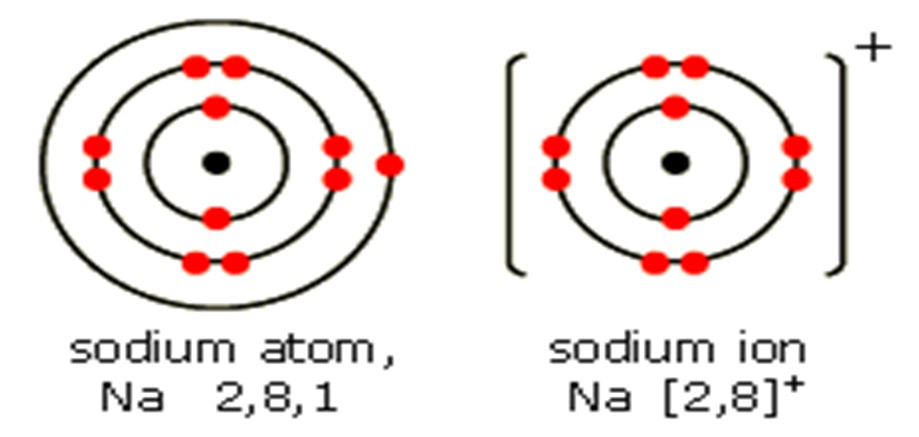 +
sodium atom,
Na 2,8,1
sodium ion
Na [2,8]⁺